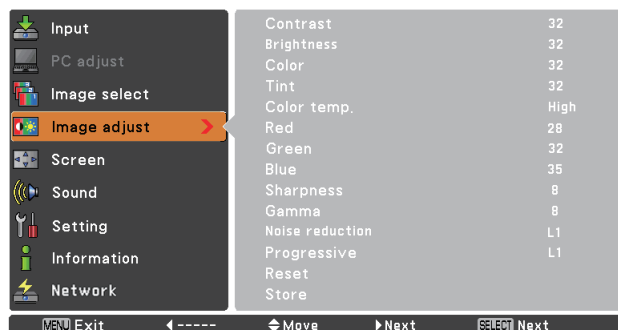 Input
PC adjust
Image select
Image adjust
Screen
Sound
Setting
Information
Network
Contrast 32
Brightness 32
Color 32
Tint 32
Color temp. High
Red 28
Green 32
Blue 35
Sharpness 8
Gamma 8
Noise reduction L1
Progressive L1
Reset
Store
MENU Exit ◀ ----- Move ▶ Next SELECT Next